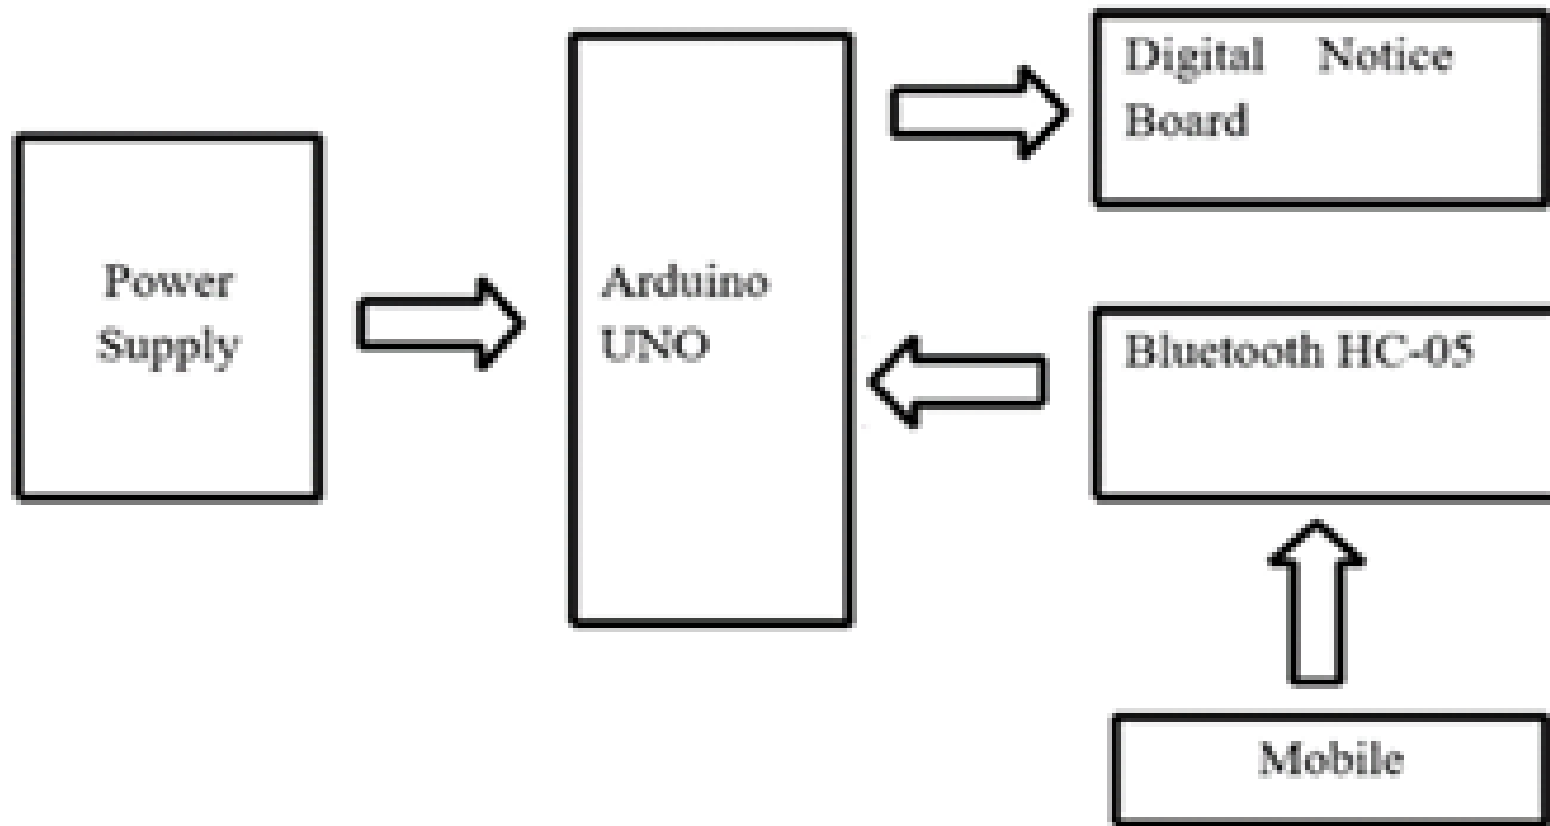 Digital Notice
Board
Power
Supply
Arduino
UNO
Bluetooth HC-05
Mobile